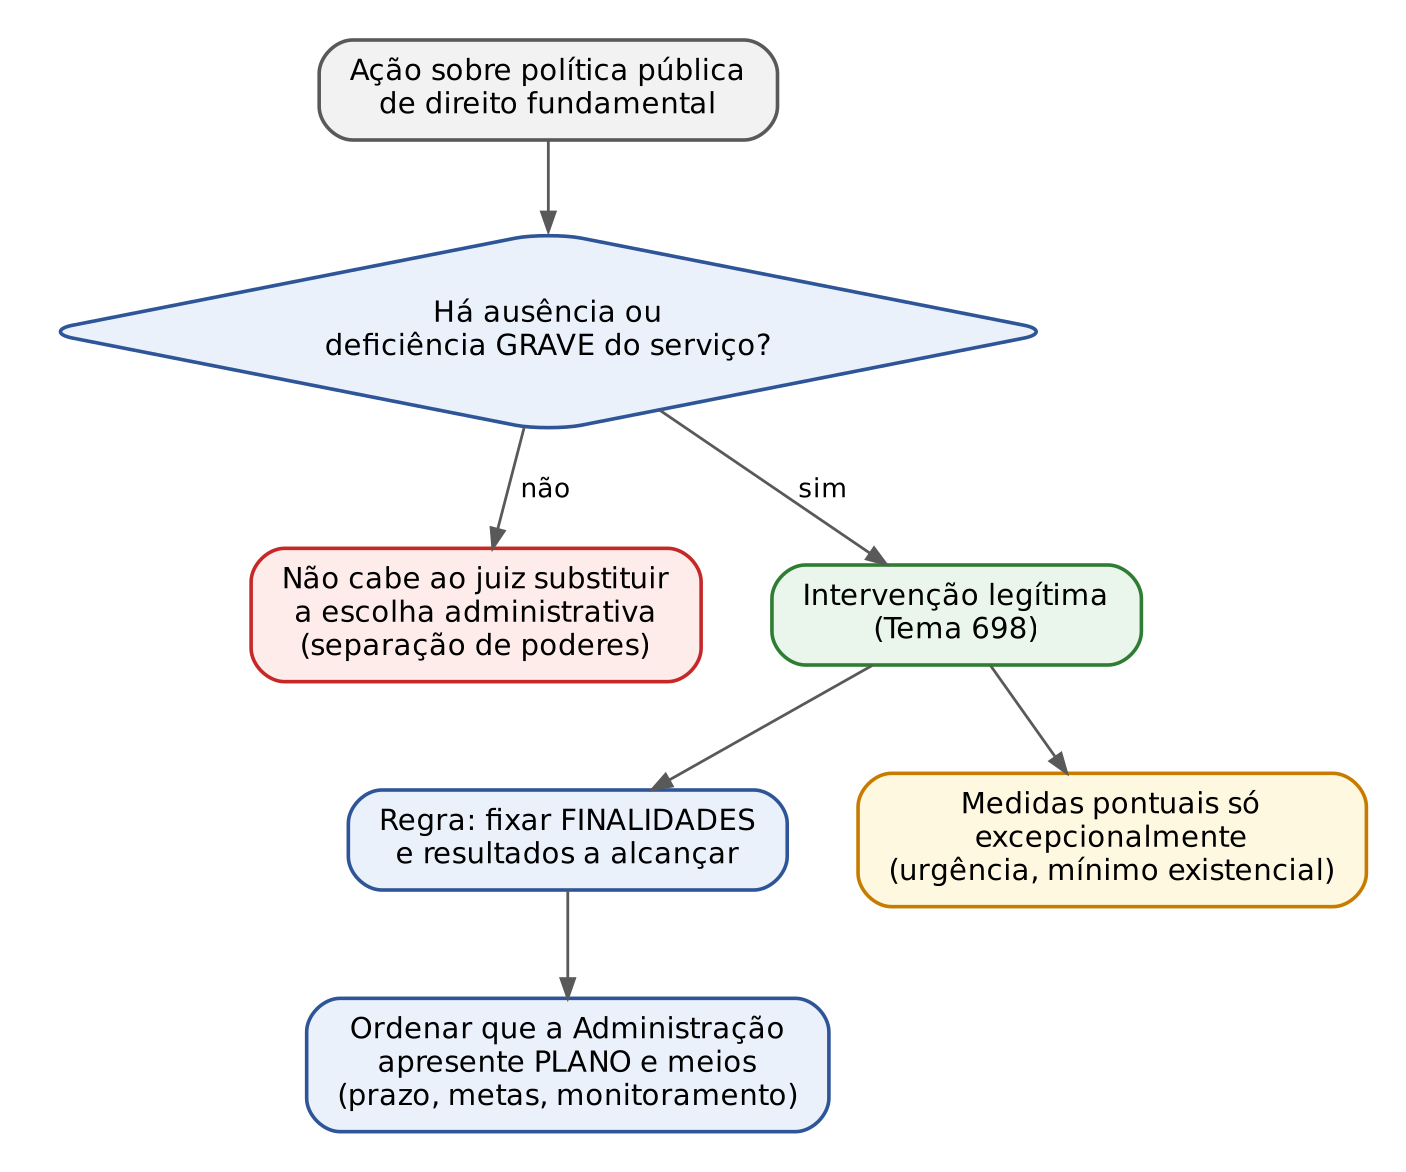 Ação sobre política pública
de direito fundamental
Há ausência ou
deficiência GRAVE do serviço?
não
sim
Não cabe ao juiz substituir
a escolha administrativa
(separação de poderes)
Intervenção legítima
(Tema 698)
Regra: fixar FINALIDADES
e resultados a alcançar
Medidas pontuais só
excepcionalmente
(urgência, mínimo existencial)
Ordenar que a Administração
apresente PLANO e meios
(prazo, metas, monitoramento)